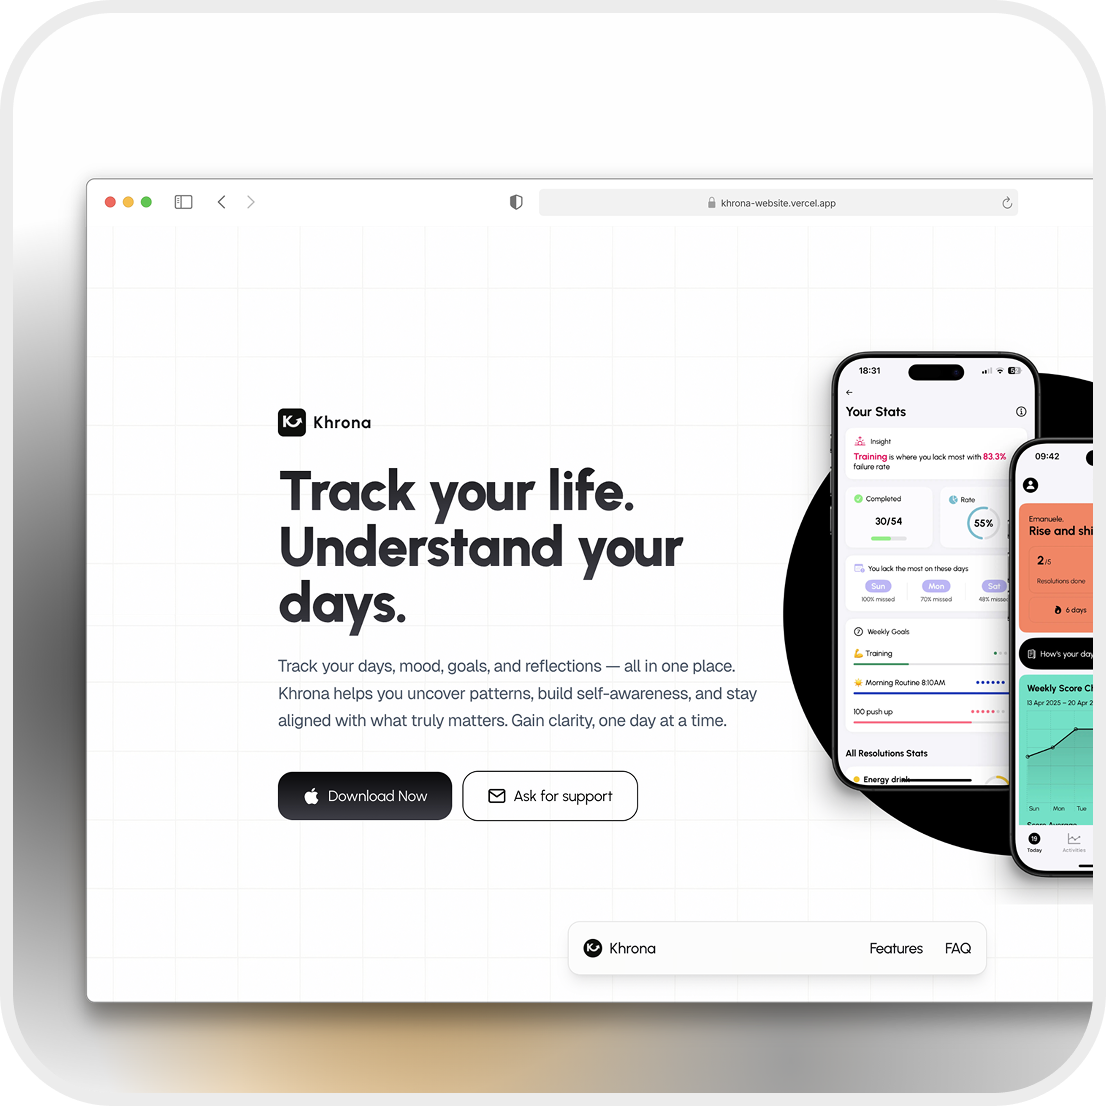 khrona-website.vercel.app
Khrona
Track your life.
Understand your
days.
Track your days, mood, goals, and reflections — all in one place.
Khrona helps you uncover patterns, build self-awareness, and stay
aligned with what truly matters. Gain clarity, one day at a time.
Download Now
Ask for support
18:31
Your Stats
Insight
Training is where you lack most with 83.3%
failure rate
Completed
30/54
Rate
55%
You lack the most on these days
Sun Mon Sat
100% missed 70% missed 48% missed
Weekly Goals
Training
Morning Routine 8:10AM
100 push up
All Resolutions Stats
Energy drink
09:42
Emanuele,
Rise and shi
2/5
Resolutions done
6 days
How's your day
Weekly Score C
13 Apr 2025 – 20 Apr 2
Sun Mon Tue
Score Average
19
Today
Activities
Khrona
Features
FAQ